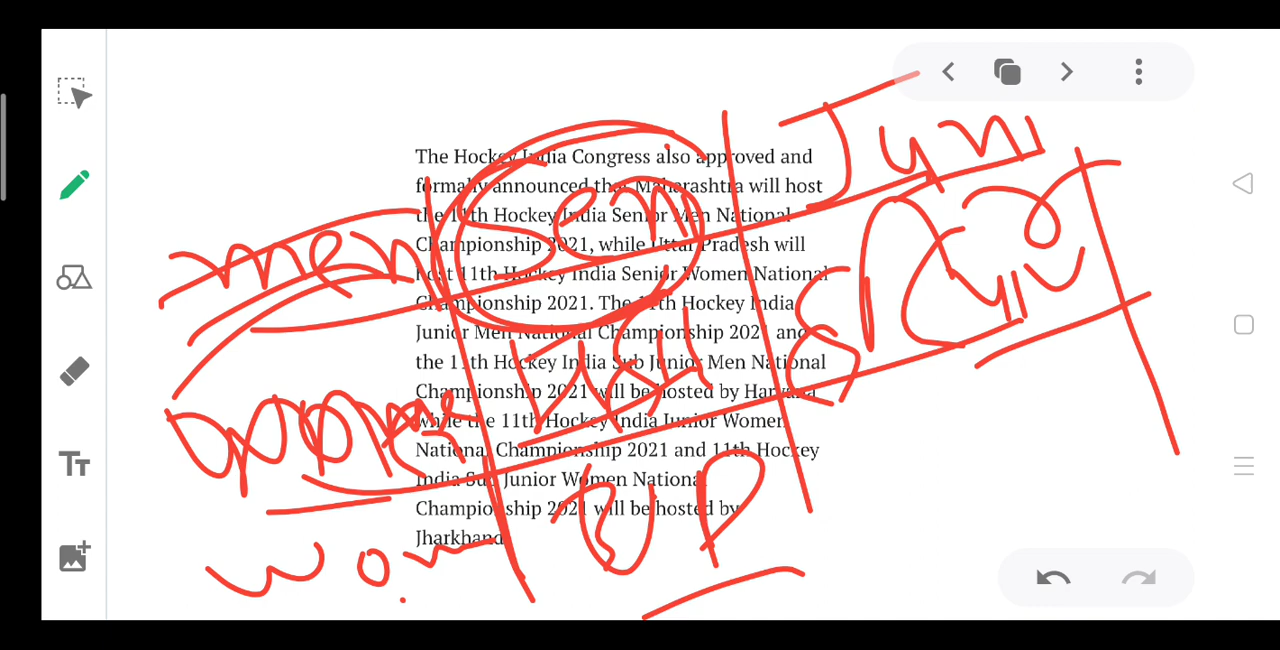 The Hockey India Congress also approved and
formally announced that Maharashtra will host
the 11th Hockey India Senior Men National
Championship 2021, while Uttar Pradesh will
host 11th Hockey India Senior Women National
Championship 2021. The 11th Hockey India
Junior Men National Championship 2021 and
the 11th Hockey India Sub Junior Men National
Championship 2021 will be hosted by Haryana
while the 11th Hockey India Junior Women
National Championship 2021 and 11th Hockey
India Sub Junior Women National
Championship 2021 will be hosted by
Jharkhand
Juni
Sen
men
MAH
UP
Wom
Tт